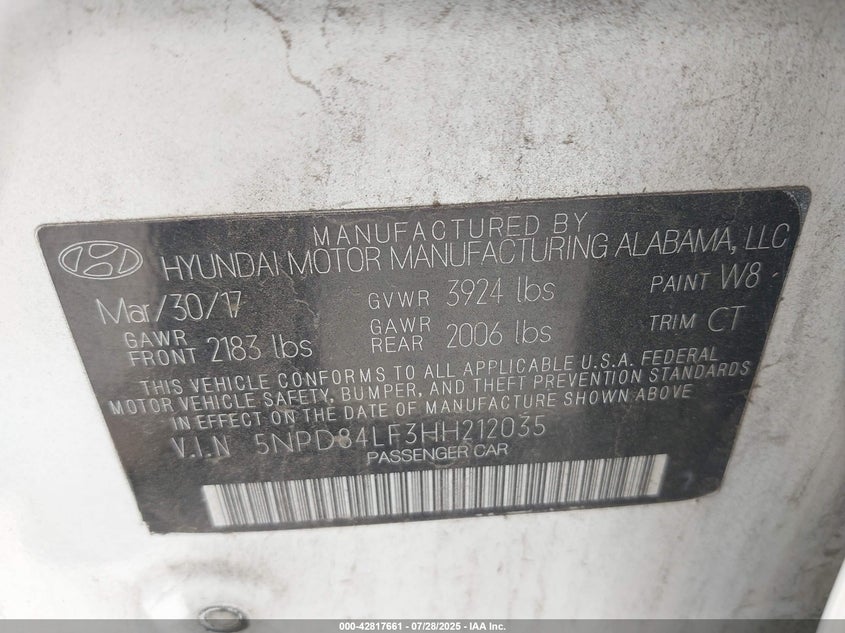 MANUFACTURED BY
HYUNDAI MOTOR MANUFACTURING ALABAMA, LLC
Mar/30/17 GVWR 3924 lbs PAINT W8
GAWR FRONT 2183 lbs GAWR REAR 2006 lbs TRIM CT
THIS VEHICLE CONFORMS TO ALL APPLICABLE U.S.A. FEDERAL
MOTOR VEHICLE SAFETY, BUMPER, AND THEFT PREVENTION STANDARDS
IN EFFECT ON THE DATE OF MANUFACTURE SHOWN ABOVE.
V.I.N 5NPD84LF3HH212035
PASSENGER CAR
000-42817661 / 07/28/2025 - IAA Inc.